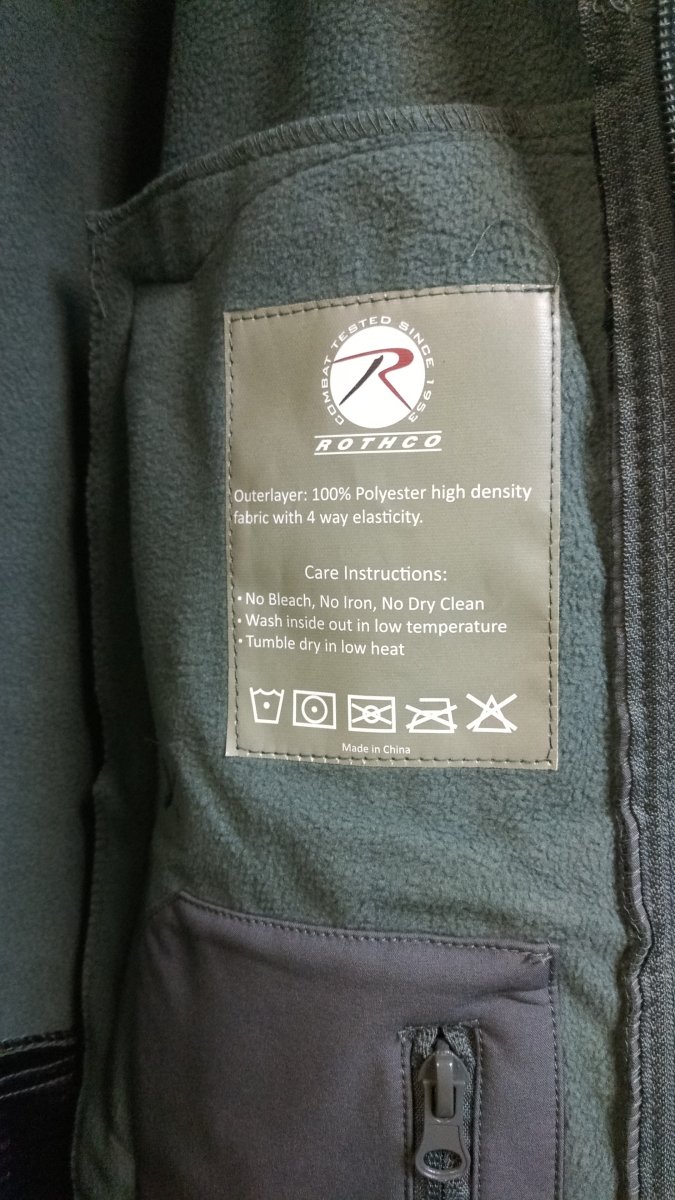 COMBAT TESTED SINCE 1953
R
ROTHCO
Outerlayer: 100% Polyester high density
fabric with 4 way elasticity.
Care Instructions:
• No Bleach, No Iron, No Dry Clean
• Wash inside out in low temperature
• Tumble dry in low heat
Made in China